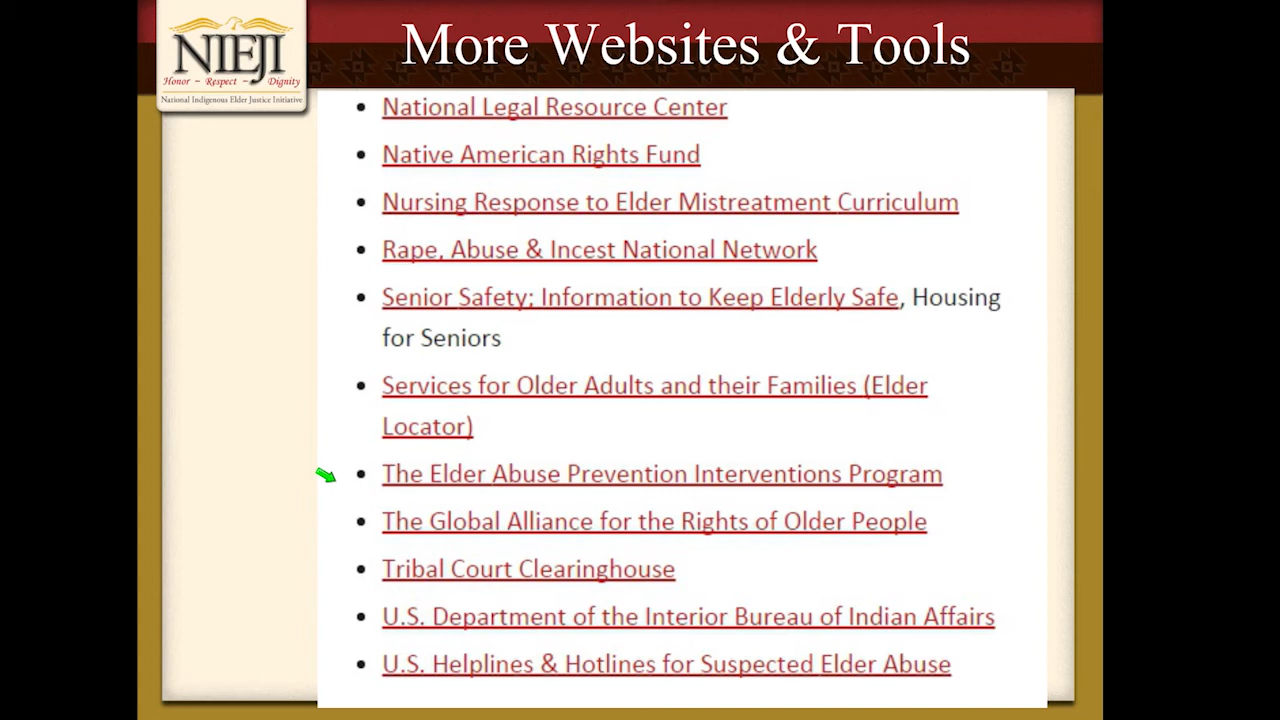 NIEJI
Honor ~ Respect ~ Dignity
National Indigenous Elder Justice Initiative
More Websites & Tools
• National Legal Resource Center
• Native American Rights Fund
• Nursing Response to Elder Mistreatment Curriculum
• Rape, Abuse & Incest National Network
• Senior Safety; Information to Keep Elderly Safe, Housing
for Seniors
• Services for Older Adults and their Families (Elder
Locator)
• The Elder Abuse Prevention Interventions Program
• The Global Alliance for the Rights of Older People
• Tribal Court Clearinghouse
• U.S. Department of the Interior Bureau of Indian Affairs
• U.S. Helplines & Hotlines for Suspected Elder Abuse